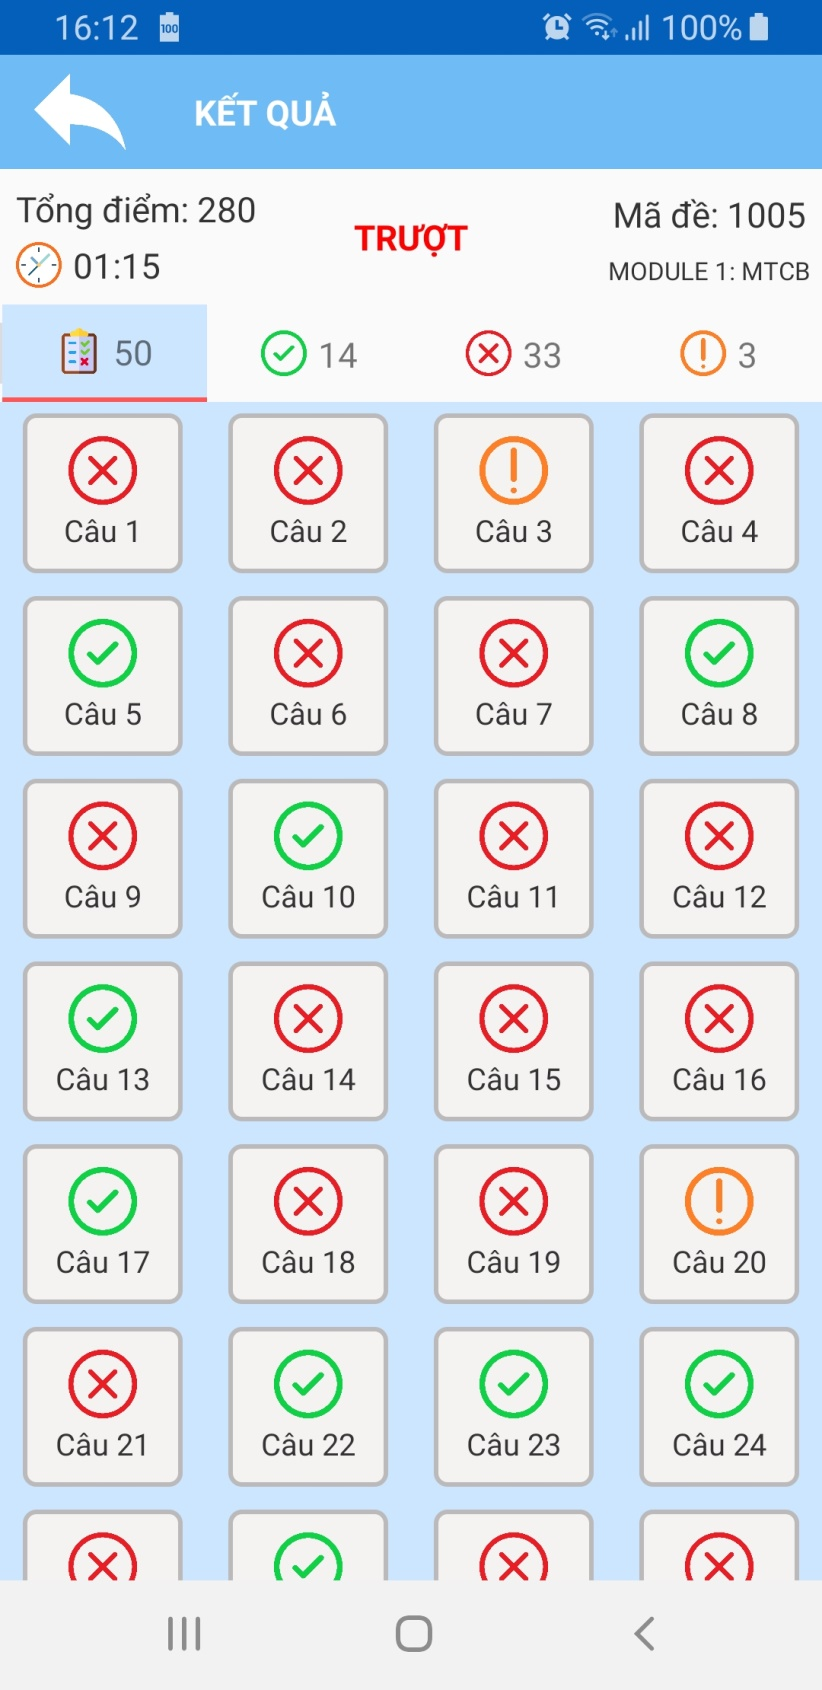 16:12 100 100%
KẾT QUẢ
Tổng điểm: 280
TRƯỢT
Mã đề: 1005
01:15
MODULE 1: MTCB
50 14 33 3
Câu 1 Câu 2 Câu 3 Câu 4
Câu 5 Câu 6 Câu 7 Câu 8
Câu 9 Câu 10 Câu 11 Câu 12
Câu 13 Câu 14 Câu 15 Câu 16
Câu 17 Câu 18 Câu 19 Câu 20
Câu 21 Câu 22 Câu 23 Câu 24